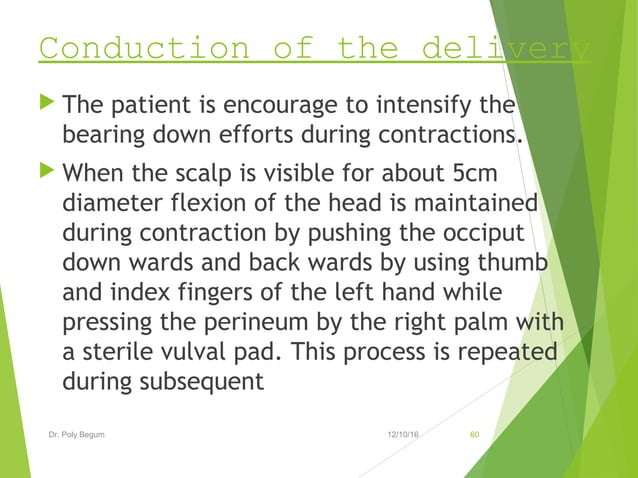 Conduction of the delivery
The patient is encourage to intensify the
bearing down efforts during contractions.
When the scalp is visible for about 5cm
diameter flexion of the head is maintained
during contraction by pushing the occiput
down wards and back wards by using thumb
and index fingers of the left hand while
pressing the perineum by the right palm with
a sterile vulval pad. This process is repeated
during subsequent
Dr. Poly Begum 12/10/16 60